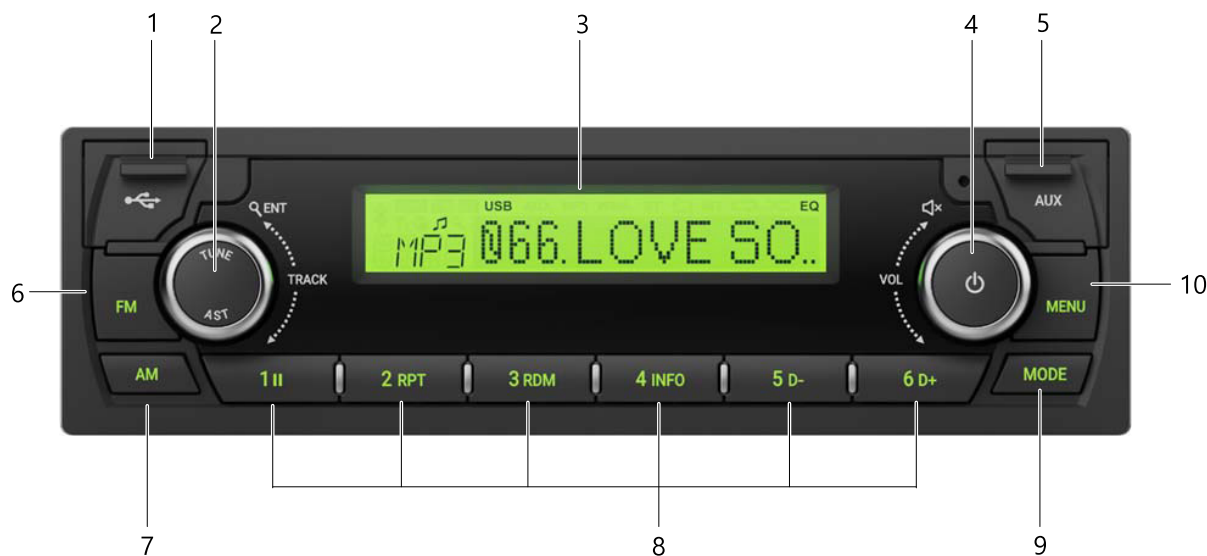 1 2 3 4 5
USB EQ
MP3 066.LOVE SO..
AUX
ENT
TUNE
AST
TRACK
VOL
FM
MENU
6
10
AM
1 2 RPT 3 RDM 4 INFO 5 D- 6 D+
MODE
7 8 9